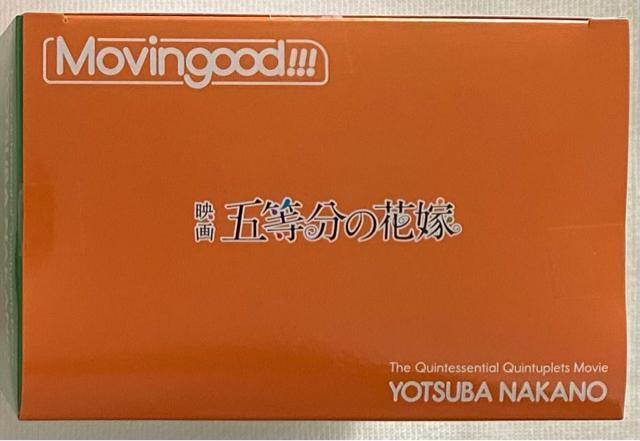 Movingood!!!
映画 五等分の花嫁
The Quintessential Quintuplets Movie
YOTSUBA NAKANO